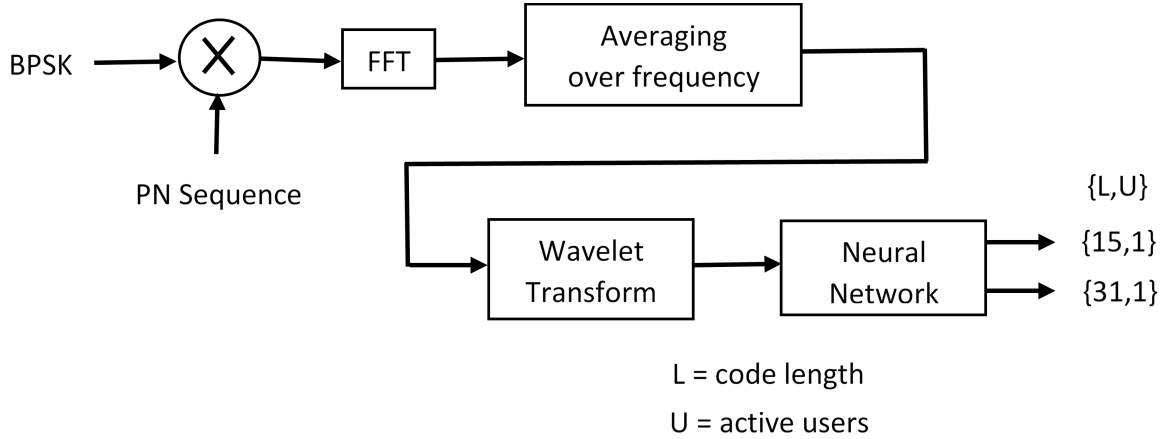 BPSK
FFT
Averaging
over frequency
PN Sequence
Wavelet
Transform
Neural
Network
{L,U}
{15,1}
{31,1}
L = code length
U = active users